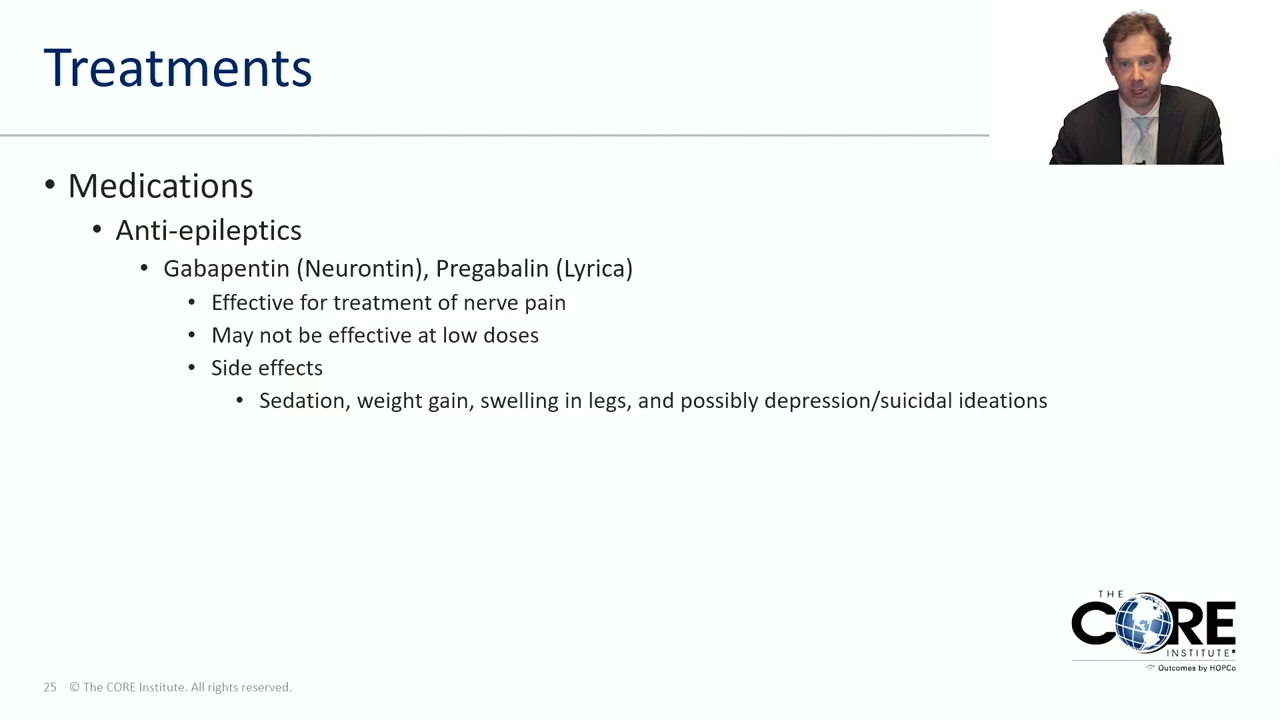 Treatments
• Medications
• Anti-epileptics
• Gabapentin (Neurontin), Pregabalin (Lyrica)
• Effective for treatment of nerve pain
• May not be effective at low doses
• Side effects
• Sedation, weight gain, swelling in legs, and possibly depression/suicidal ideations
THE
CORE
INSTITUTE
Outcomes by HOPCo
25 © The CORE Institute. All rights reserved.